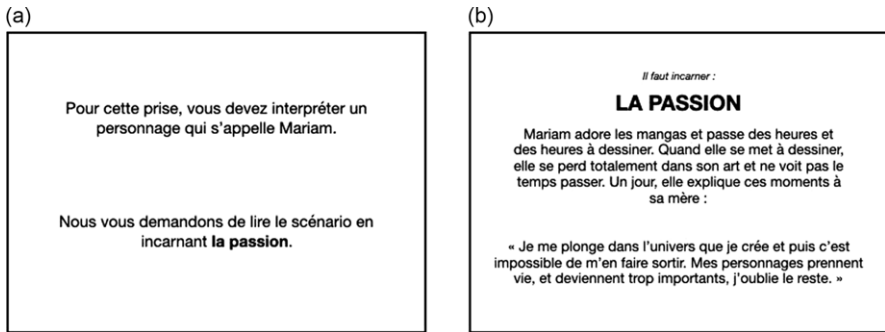 (a)
Pour cette prise, vous devez interpréter un
personnage qui s'appelle Mariam.
Nous vous demandons de lire le scénario en
incarnant la passion.
(b)
Il faut incarner :
LA PASSION
Mariam adore les mangas et passe des heures et
des heures à dessiner. Quand elle se met à dessiner,
elle se perd totalement dans son art et ne voit pas le
temps passer. Un jour, elle explique ces moments à
sa mère :
« Je me plonge dans l'univers que je crée et puis c'est
impossible de m'en faire sortir. Mes personnages prennent
vie, et deviennent trop importants, j'oublie le reste. »